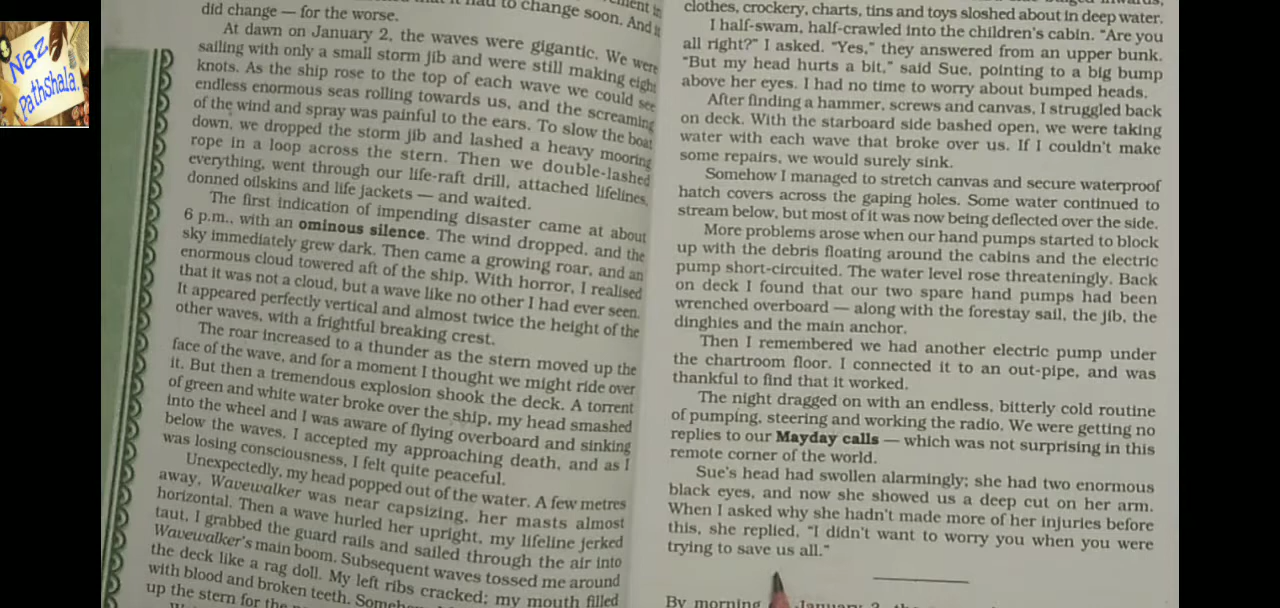 Naz
Pathshala.
had to change soon. And it
did change — for the worse.
At dawn on January 2, the waves were gigantic. We were
sailing with only a small storm jib and were still making eight
knots. As the ship rose to the top of each wave we could see
endless enormous seas rolling towards us, and the screaming
of the wind and spray was painful to the ears. To slow the boat
down, we dropped the storm jib and lashed a heavy mooring
rope in a loop across the stern. Then we double-lashed
everything, went through our life-raft drill, attached lifelines,
donned oilskins and life jackets — and waited.
The first indication of impending disaster came at about
6 p.m., with an ominous silence. The wind dropped, and the
sky immediately grew dark. Then came a growing roar, and an
enormous cloud towered aft of the ship. With horror, I realised
that it was not a cloud, but a wave like no other I had ever seen.
It appeared perfectly vertical and almost twice the height of the
other waves, with a frightful breaking crest.
The roar increased to a thunder as the stern moved up the
face of the wave, and for a moment I thought we might ride over
it. But then a tremendous explosion shook the deck. A torrent
of green and white water broke over the ship, my head smashed
into the wheel and I was aware of flying overboard and sinking
below the waves. I accepted my approaching death, and as I
was losing consciousness, I felt quite peaceful.
Unexpectedly, my head popped out of the water. A few metres
away, Wavewalker was near capsizing, her masts almost
horizontal. Then a wave hurled her upright, my lifeline jerked
taut, I grabbed the guard rails and sailed through the air into
Wavewalker's main boom. Subsequent waves tossed me around
the deck like a rag doll. My left ribs cracked; my mouth filled
with blood and broken teeth.
up the stern for the
clothes, crockery, charts, tins and toys sloshed about in deep water.
I half-swam, half-crawled into the children's cabin. "Are you
all right?" I asked. "Yes," they answered from an upper bunk.
"But my head hurts a bit," said Sue, pointing to a big bump
above her eyes. I had no time to worry about bumped heads.
After finding a hammer, screws and canvas, I struggled back
on deck. With the starboard side bashed open, we were taking
water with each wave that broke over us. If I couldn't make
some repairs, we would surely sink.
Somehow I managed to stretch canvas and secure waterproof
hatch covers across the gaping holes. Some water continued to
stream below, but most of it was now being deflected over the side.
More problems arose when our hand pumps started to block
up with the debris floating around the cabins and the electric
pump short-circuited. The water level rose threateningly. Back
on deck I found that our two spare hand pumps had been
wrenched overboard — along with the forestay sail, the jib, the
dinghies and the main anchor.
Then I remembered we had another electric pump under
the chartroom floor. I connected it to an out-pipe, and was
thankful to find that it worked.
The night dragged on with an endless, bitterly cold routine
of pumping, steering and working the radio. We were getting no
replies to our Mayday calls — which was not surprising in this
remote corner of the world.
Sue's head had swollen alarmingly; she had two enormous
black eyes, and now she showed us a deep cut on her arm.
When I asked why she hadn't made more of her injuries before
this, she replied, "I didn't want to worry you when you were
trying to save us all."
By morning